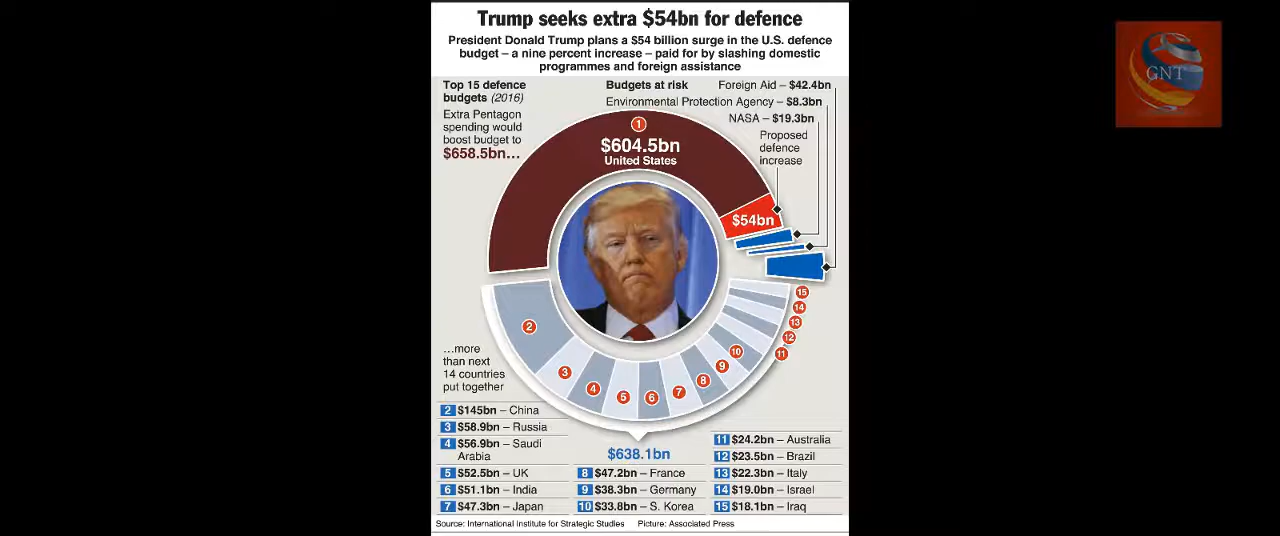 Trump seeks extra $54bn for defence
President Donald Trump plans a $54 billion surge in the U.S. defence
budget – a nine percent increase – paid for by slashing domestic
programmes and foreign assistance
Top 15 defence
budgets (2016)
Extra Pentagon
spending would
boost budget to
$658.5bn…
Budgets at risk
Foreign Aid – $42.4bn
Environmental Protection Agency – $8.3bn
NASA – $19.3bn
Proposed
defence
increase
GNT
1
$604.5bn
United States
$54bn
2
3
4
5
6
7
8
9
10
11
12
13
14
15
…more
than next
14 countries
put together
$638.1bn
2 $145bn – China
3 $58.9bn – Russia
4 $56.9bn – Saudi
Arabia
5 $52.5bn – UK
6 $51.1bn – India
7 $47.3bn – Japan
8 $47.2bn – France
9 $38.3bn – Germany
10 $33.8bn – S. Korea
11 $24.2bn – Australia
12 $23.5bn – Brazil
13 $22.3bn – Italy
14 $19.0bn – Israel
15 $18.1bn – Iraq
Source: International Institute for Strategic Studies
Picture: Associated Press